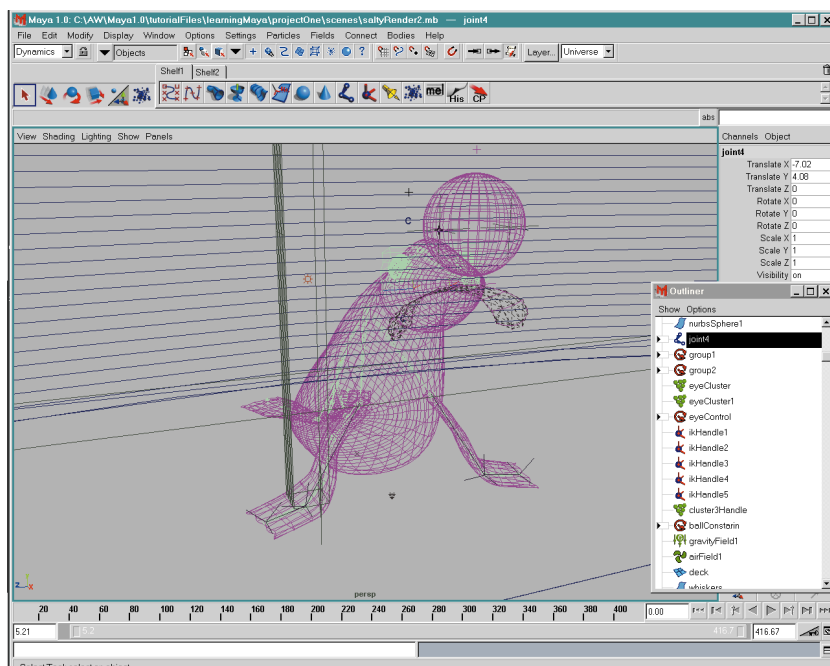 Maya 1.0: C:\AW\Maya1.0\tutorialFiles\learningMaya\projectOne\scenes\saltyRender2.mb — joint4
File Edit Modify Display Window Options Settings Particles Fields Connect Bodies Help
Dynamics Objects Layer... Universe
Shelf1 Shelf2
mel His CP
abs
View Shading Lighting Show Panels
Channels Object
joint4
Translate X -7.02
Translate Y 4.08
Translate Z 0
Rotate X 0
Rotate Y 0
Rotate Z 0
Scale X 1
Scale Y 1
Scale Z 1
Visibility on
C
Outliner
Show Options
nurbsSphere1
joint4
group1
group2
eyeCluster
eyeCluster1
eyeControl
ikHandle1
ikHandle2
ikHandle3
ikHandle4
ikHandle5
cluster3Handle
ballConstarin
gravityField1
airField1
deck
whiskers
z x
persp
20 40 60 80 100 120 140 160 180 200 220 240 260 280 300 320 340 360 380 400 0.00
5.21 5.2 416.7 416.67